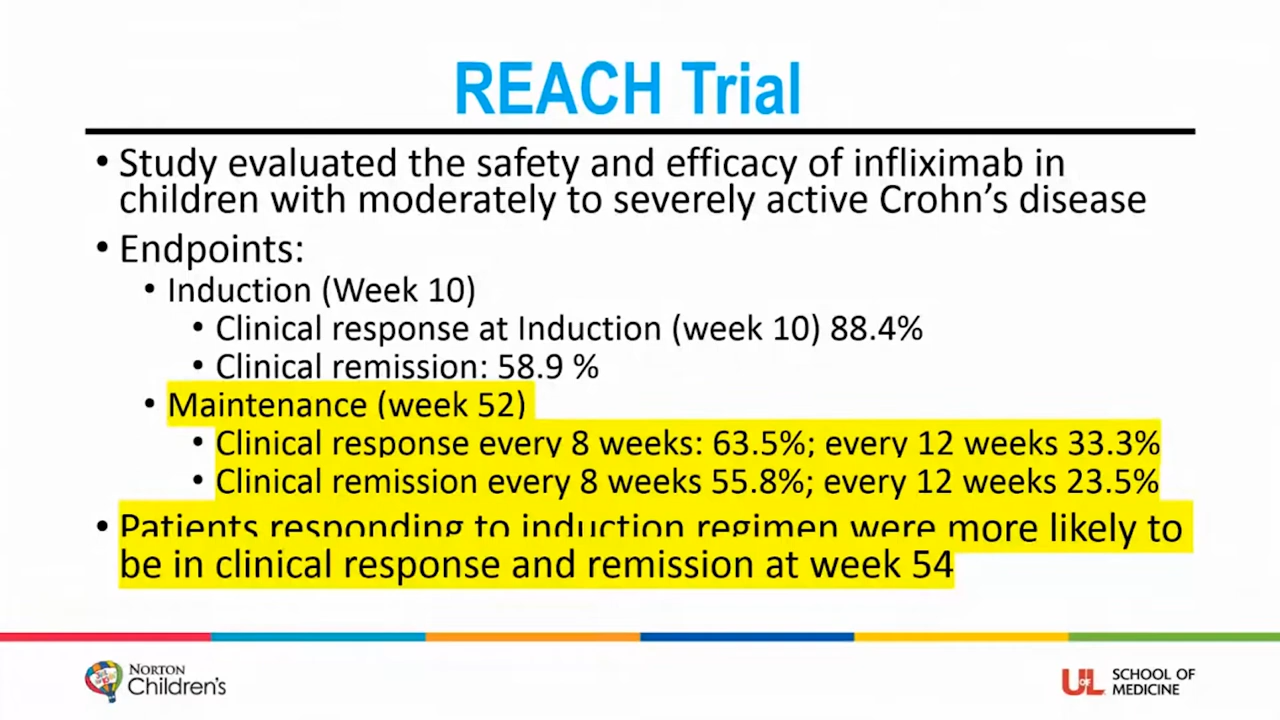 REACH Trial
• Study evaluated the safety and efficacy of infliximab in
children with moderately to severely active Crohn's disease
• Endpoints:
• Induction (Week 10)
• Clinical response at Induction (week 10) 88.4%
• Clinical remission: 58.9 %
• Maintenance (week 52)
• Clinical response every 8 weeks: 63.5%; every 12 weeks 33.3%
• Clinical remission every 8 weeks 55.8%; every 12 weeks 23.5%
• Patients responding to induction regimen were more likely to
be in clinical response and remission at week 54
NORTON
Children's
UofL SCHOOL OF
MEDICINE